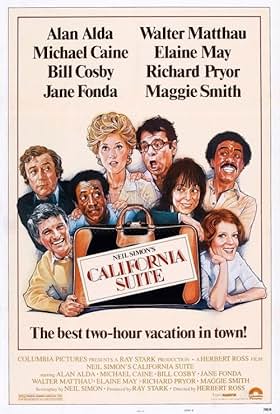 Alan Alda Walter Matthau
Michael Caine Elaine May
Bill Cosby Richard Pryor
Jane Fonda Maggie Smith
NEIL SIMON'S
CALIFORNIA
SUITE
The best two-hour vacation in town!
COLUMBIA PICTURES PRESENTS A RAY STARK PRODUCTION OF A HERBERT ROSS FILM
NEIL SIMON'S CALIFORNIA SUITE
STARRING ALAN ALDA · MICHAEL CAINE · BILL COSBY · JANE FONDA
WALTER MATTHAU · ELAINE MAY · RICHARD PRYOR · MAGGIE SMITH
Screenplay by NEIL SIMON Produced by RAY STARK Directed by HERBERT ROSS
PG